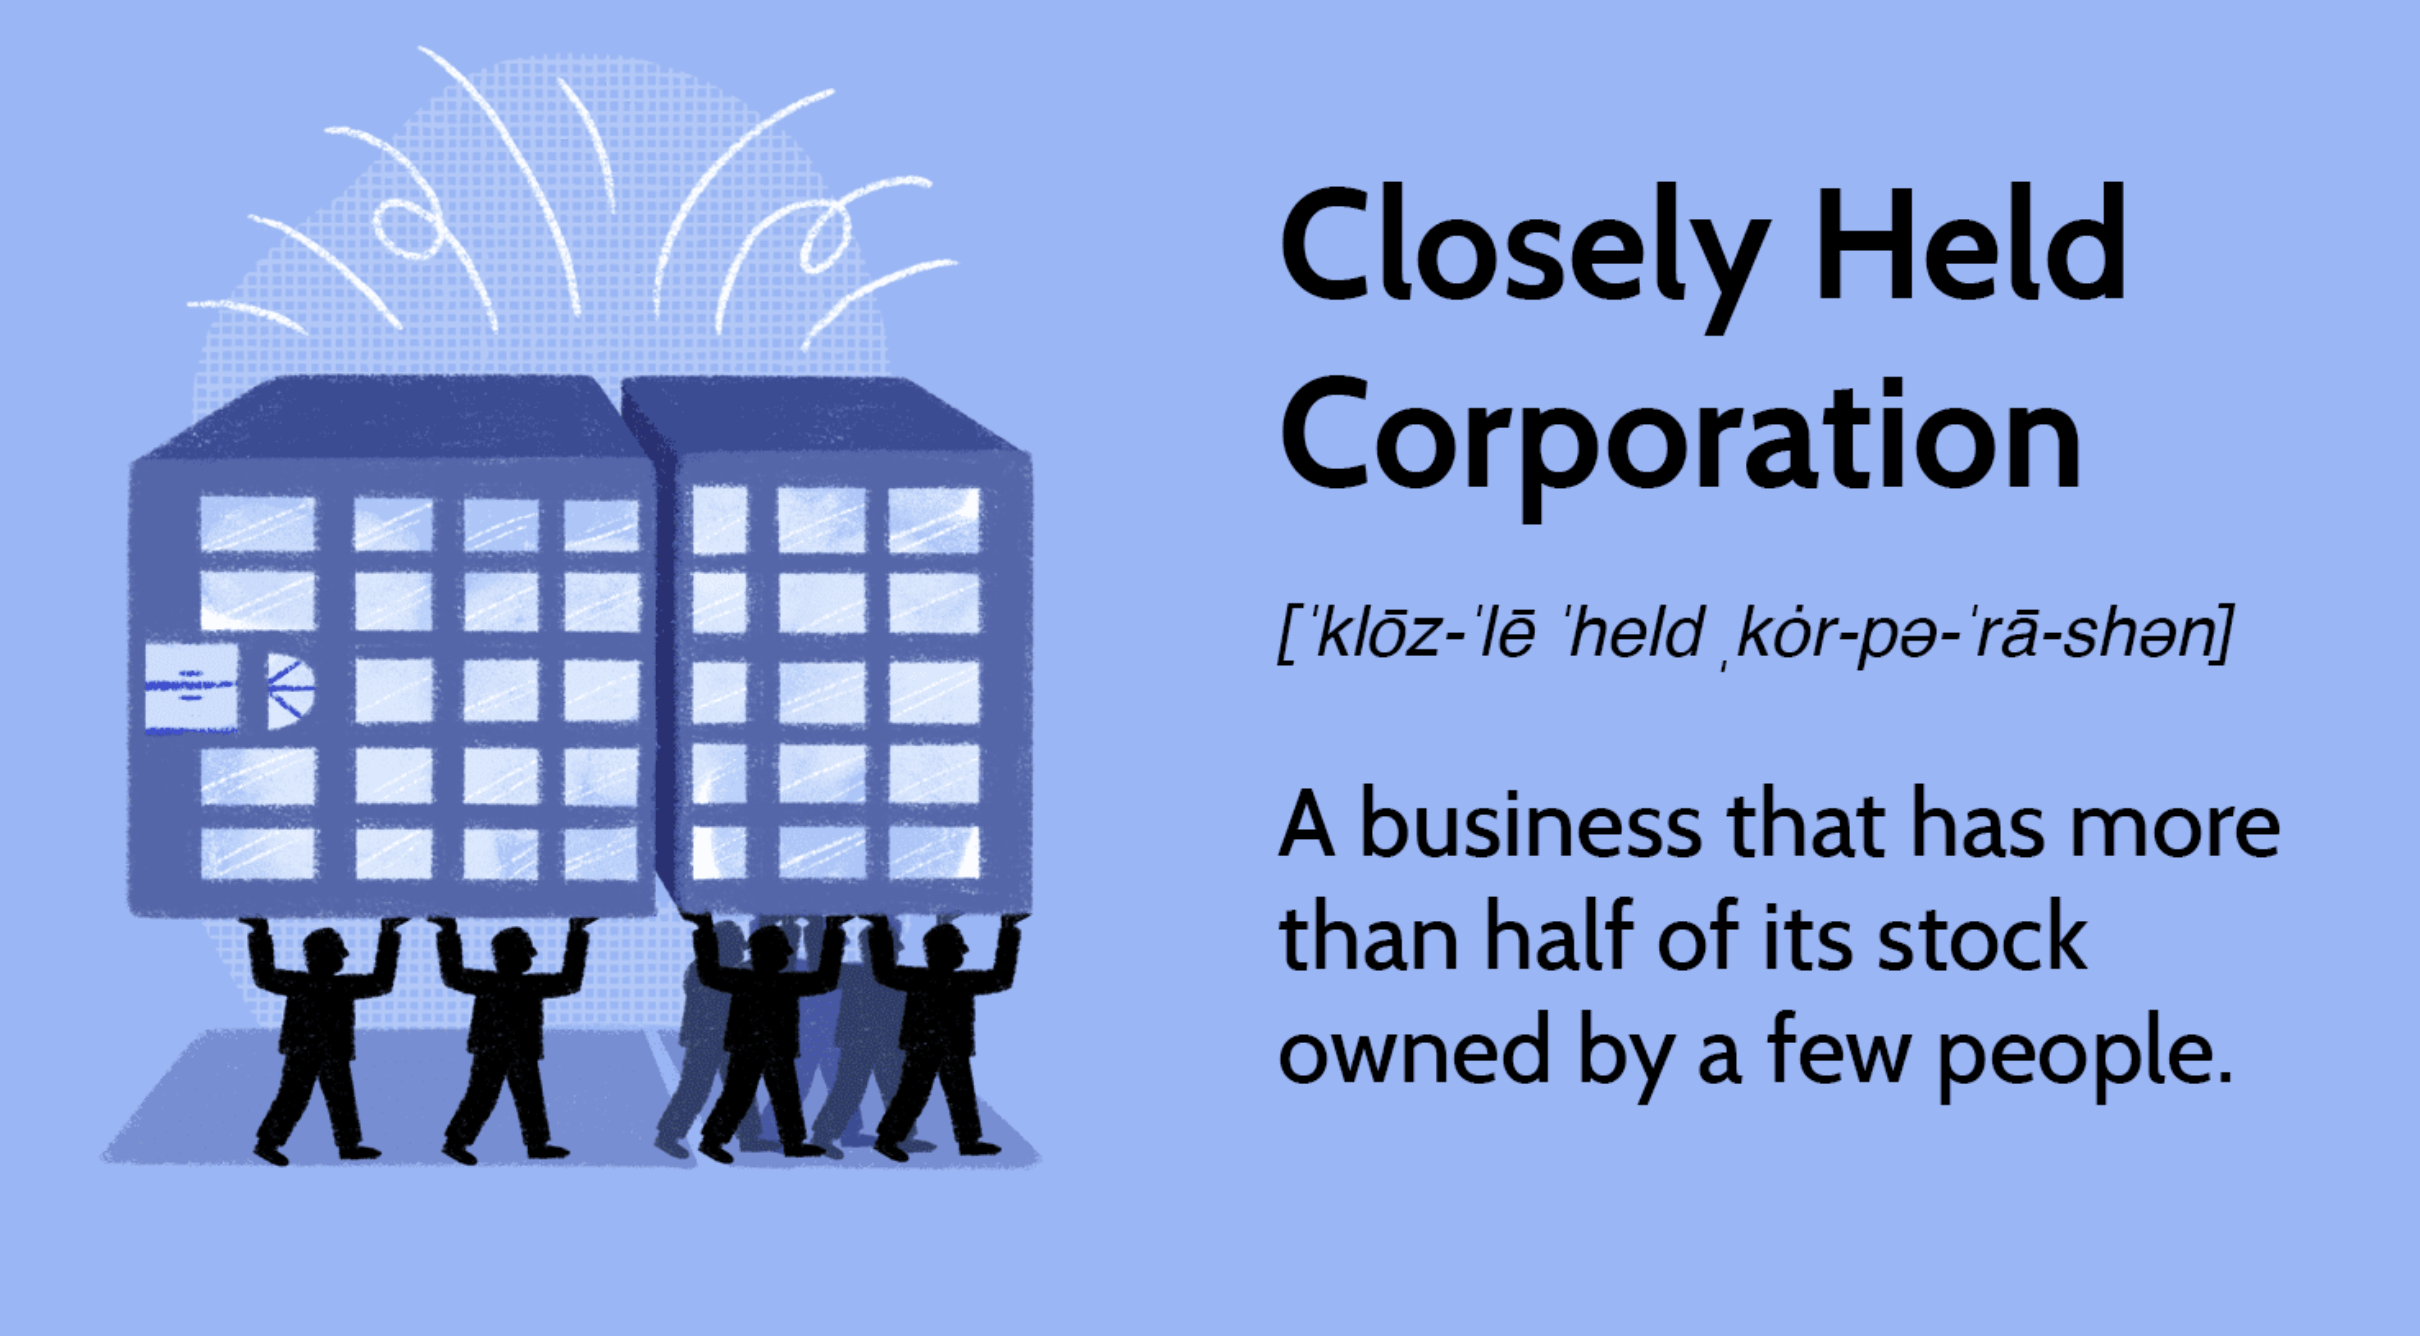 Closely Held
Corporation
[ˈklōz-ˈlē ˈheld ˌkȯr-pə-ˈrā-shən]
A business that has more
than half of its stock
owned by a few people.